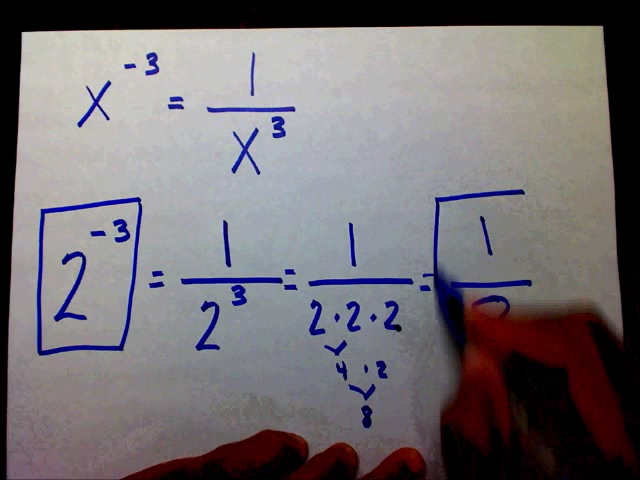 x^-3 = 1/x^3
2^-3 = 1/2^3 = 1/2·2·2 = 1/
4 · 2
8